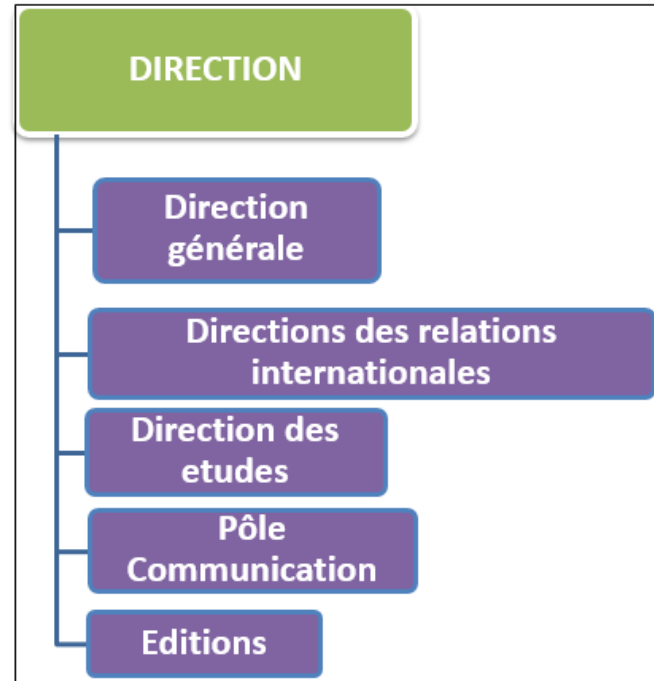 DIRECTION
Direction
générale
Directions des relations
internationales
Direction des
etudes
Pôle
Communication
Editions